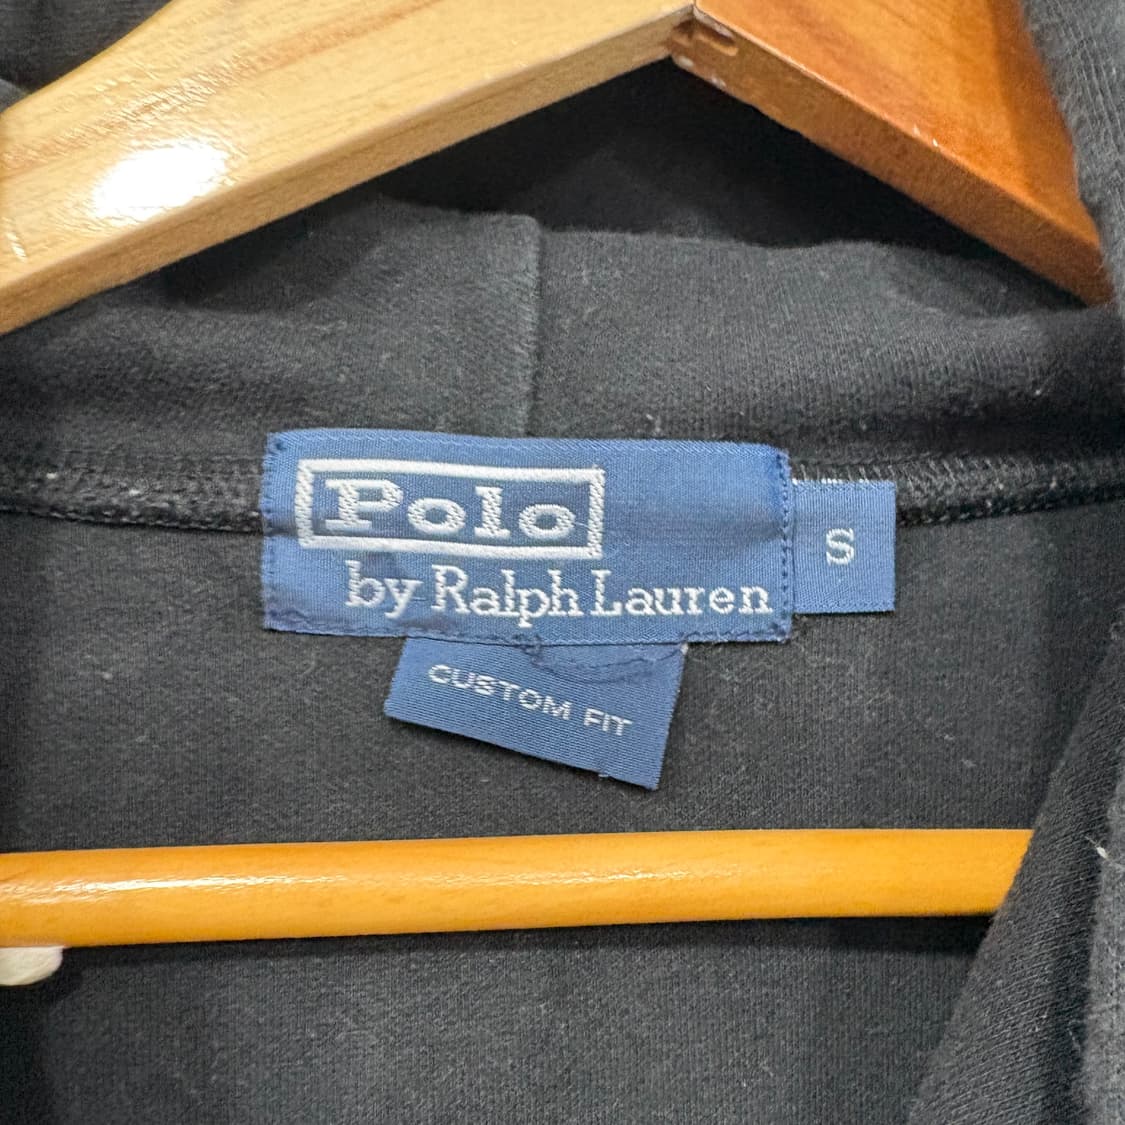 Polo
by Ralph Lauren
S
CUSTOM FIT